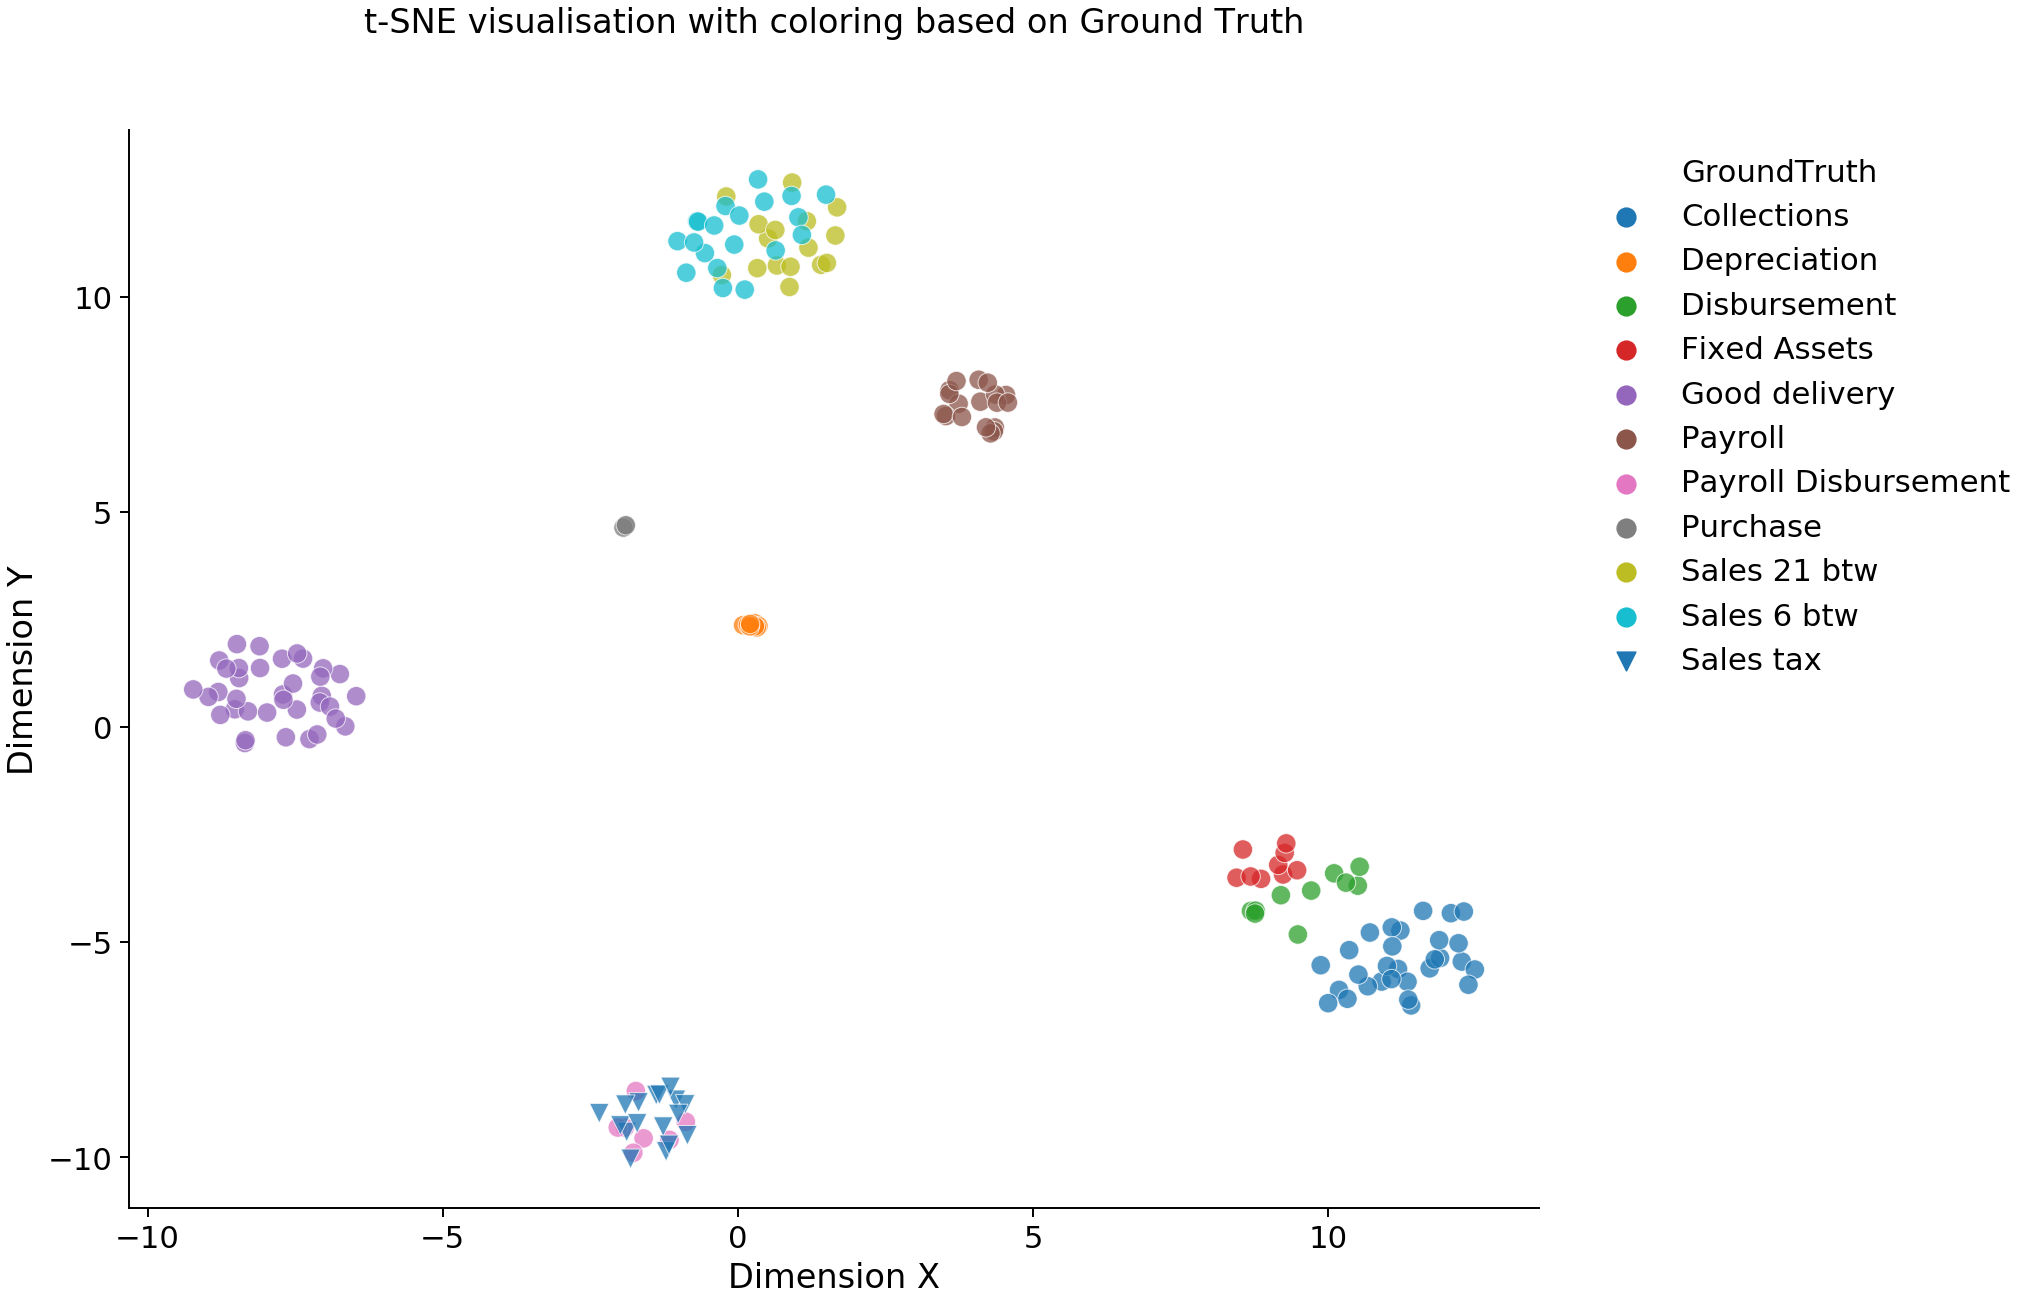 t-SNE visualisation with coloring based on Ground Truth
GroundTruth
Collections
Depreciation
Disbursement
Fixed Assets
Good delivery
Payroll
Payroll Disbursement
Purchase
Sales 21 btw
Sales 6 btw
Sales tax
Dimension Y
10
5
0
−5
−10
−10
−5
0
5
10
Dimension X